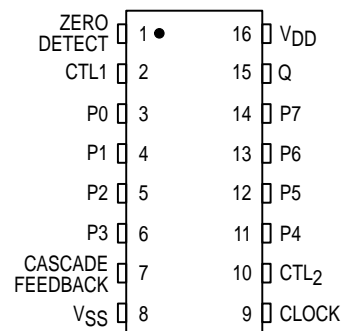 ZERO
DETECT 1 16 VDD
CTL1 2 15 Q
P0 3 14 P7
P1 4 13 P6
P2 5 12 P5
P3 6 11 P4
CASCADE
FEEDBACK 7 10 CTL2
VSS 8 9 CLOCK